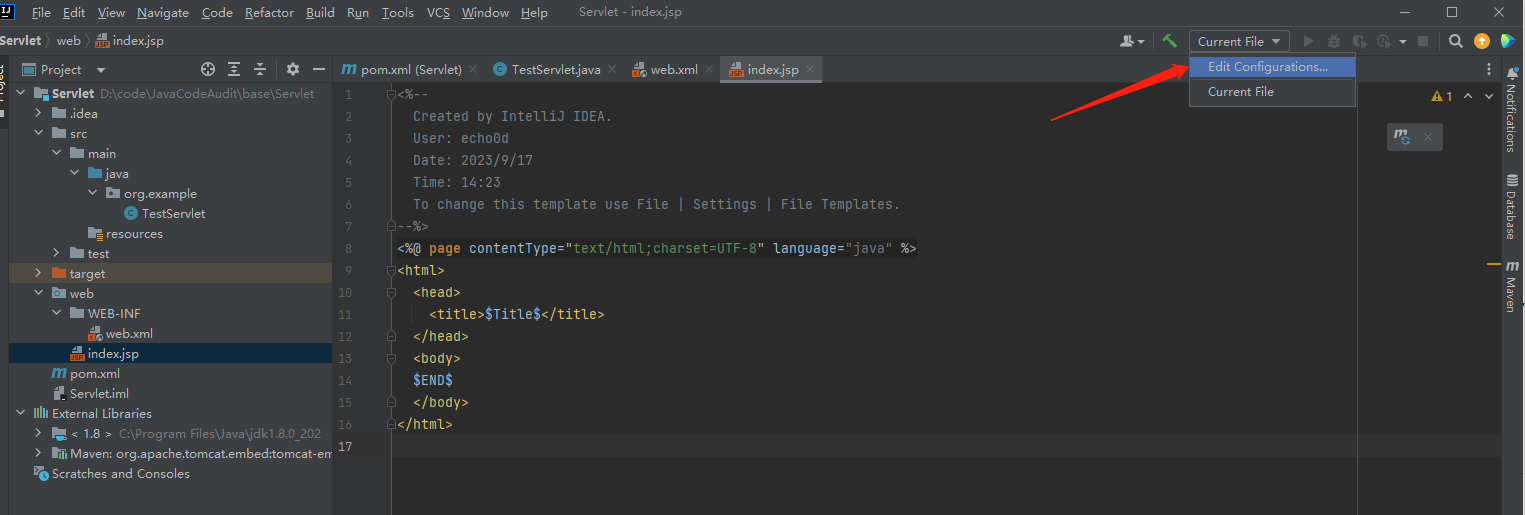 IJ File Edit View Navigate Code Refactor Build Run Tools VCS Window Help Servlet - index.jsp
Servlet web index.jsp Current File
Edit Configurations...
Current File
Project
pom.xml (Servlet) TestServlet.java web.xml index.jsp
Servlet D:\code\JavaCodeAudit\base\Servlet
.idea
src
main
java
org.example
TestServlet
resources
test
target
web
WEB-INF
web.xml
index.jsp
pom.xml
Servlet.iml
External Libraries
< 1.8 > C:\Program Files\Java\jdk1.8.0_202
Maven: org.apache.tomcat.embed:tomcat-em
Scratches and Consoles
1 <%--
2 Created by IntelliJ IDEA.
3 User: echo0d
4 Date: 2023/9/17
5 Time: 14:23
6 To change this template use File | Settings | File Templates.
7 --%>
8 <%@ page contentType="text/html;charset=UTF-8" language="java" %>
9 <html>
10 <head>
11 <title>$Title$</title>
12 </head>
13 <body>
14 $END$
15 </body>
16 </html>
17
1
Notifications
Database
Maven